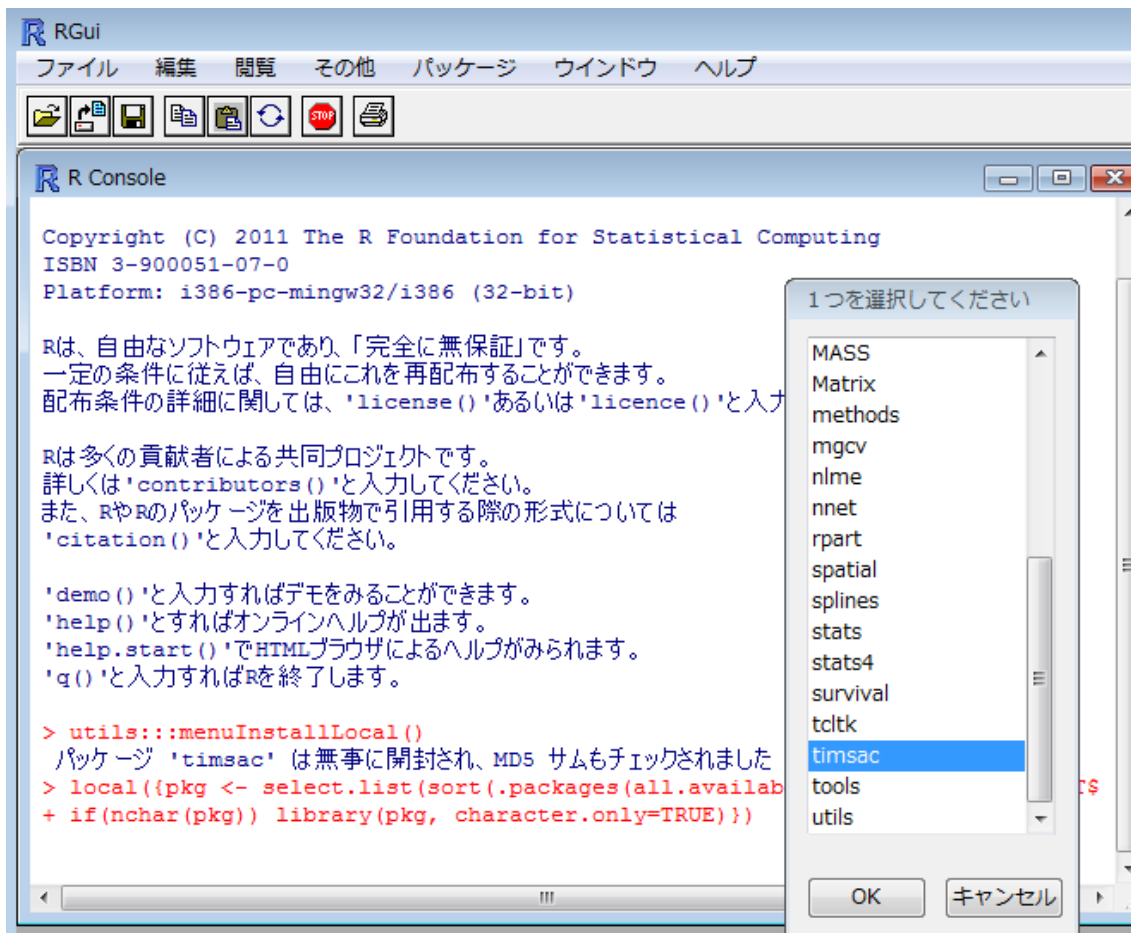 RGui
ファイル 編集 閲覧 その他 パッケージ ウインドウ ヘルプ
STOP
R Console
Copyright (C) 2011 The R Foundation for Statistical Computing
ISBN 3-900051-07-0
Platform: i386-pc-mingw32/i386 (32-bit)
Rは、自由なソフトウェアであり、「完全に無保証」です。
一定の条件に従えば、自由にこれを再配布することができます。
配布条件の詳細に関しては、'license()'あるいは'licence()'と入力
Rは多くの貢献者による共同プロジェクトです。
詳しくは'contributors()'と入力してください。
また、RやRのパッケージを出版物で引用する際の形式については
'citation()'と入力してください。
'demo()'と入力すればデモをみることができます。
'help()'とすればオンラインヘルプが出ます。
'help.start()'でHTMLブラウザによるヘルプがみられます。
'q()'と入力すればRを終了します。
> utils:::menuInstallLocal()
パッケージ 'timsac' は無事に開封され、MD5 サムもチェックされました
> local({pkg <- select.list(sort(.packages(all.availab T$
+ if(nchar(pkg)) library(pkg, character.only=TRUE)})
1つを選択してください
MASS
Matrix
methods
mgcv
nlme
nnet
rpart
spatial
splines
stats
stats4
survival
tcltk
timsac
tools
utils
OK キャンセル